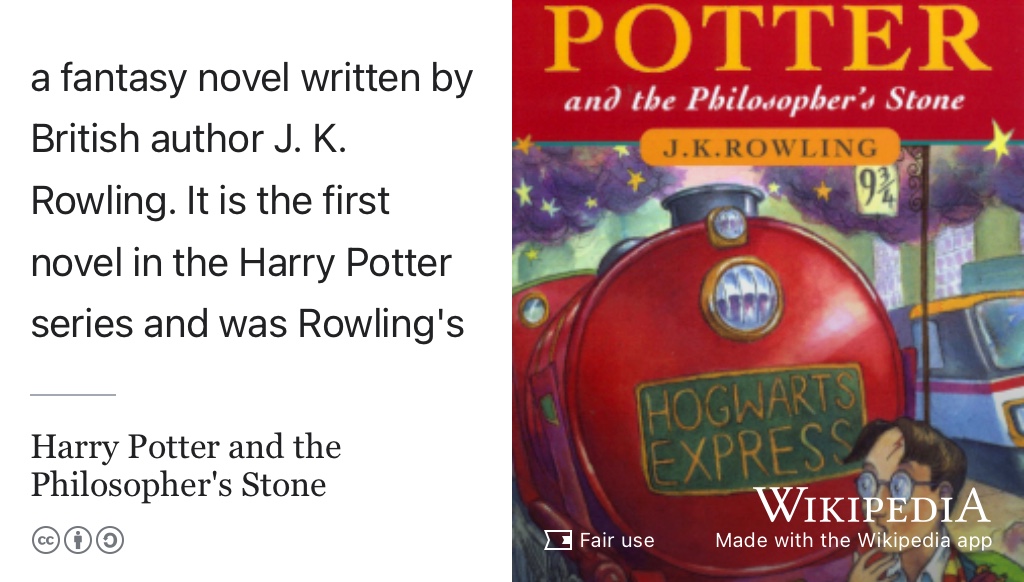 a fantasy novel written by
British author J. K.
Rowling. It is the first
novel in the Harry Potter
series and was Rowling's
Harry Potter and the
Philosopher's Stone
cc
POTTER
and the Philosopher's Stone
J.K.ROWLING
9¾
HOGWARTS
EXPRESS
WIKIPEDIA
Fair use
Made with the Wikipedia app